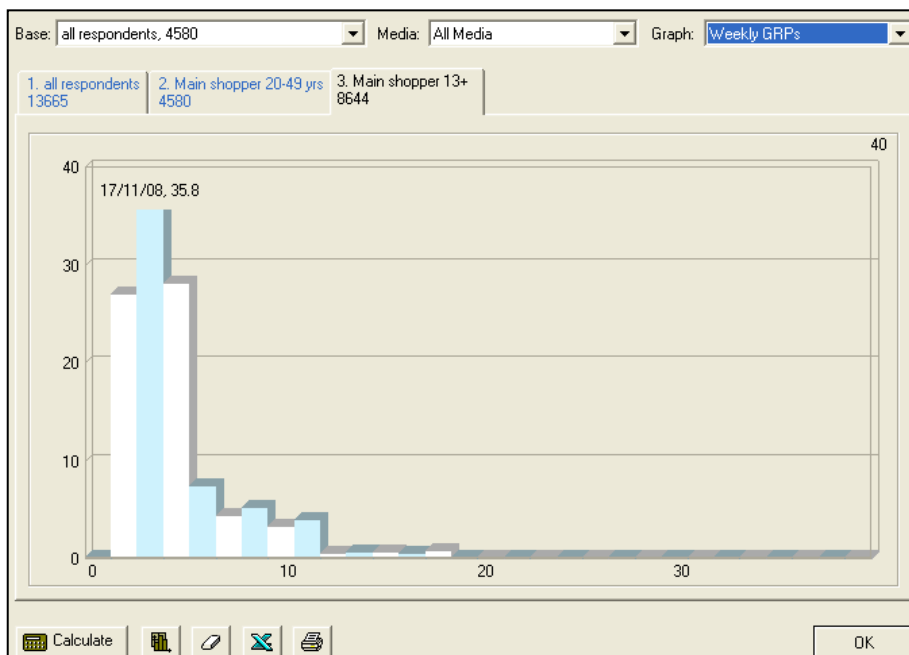 Base: all respondents, 4580 Media: All Media Graph: Weekly GRPs
1. all respondents 2. Main shopper 20-49 yrs 3. Main shopper 13+
13665 4580 8644
40
40
17/11/08, 35.8
30
20
10
0
0 10 20 30
Calculate OK